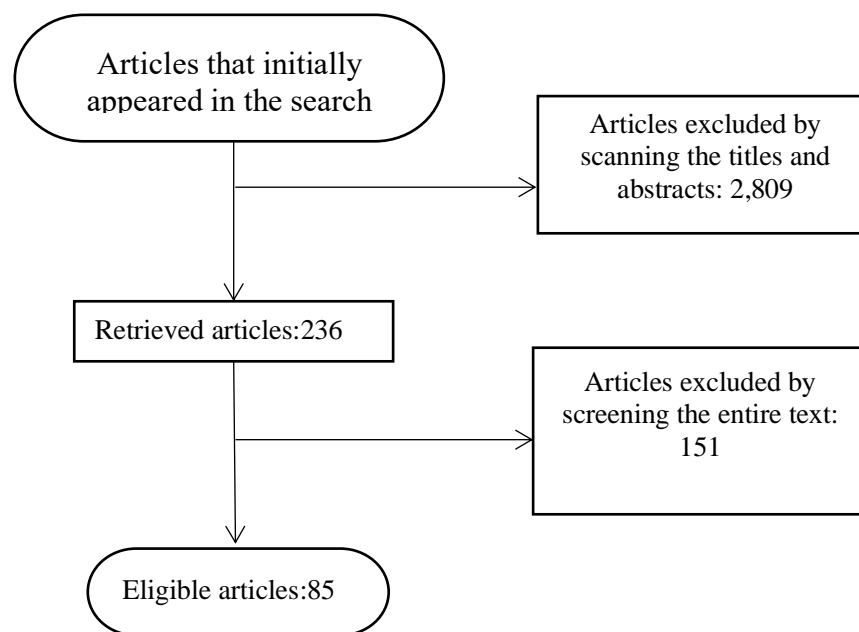 Articles that initially
appeared in the search
Articles excluded by
scanning the titles and
abstracts: 2,809
Retrieved articles:236
Articles excluded by
screening the entire text:
151
Eligible articles:85